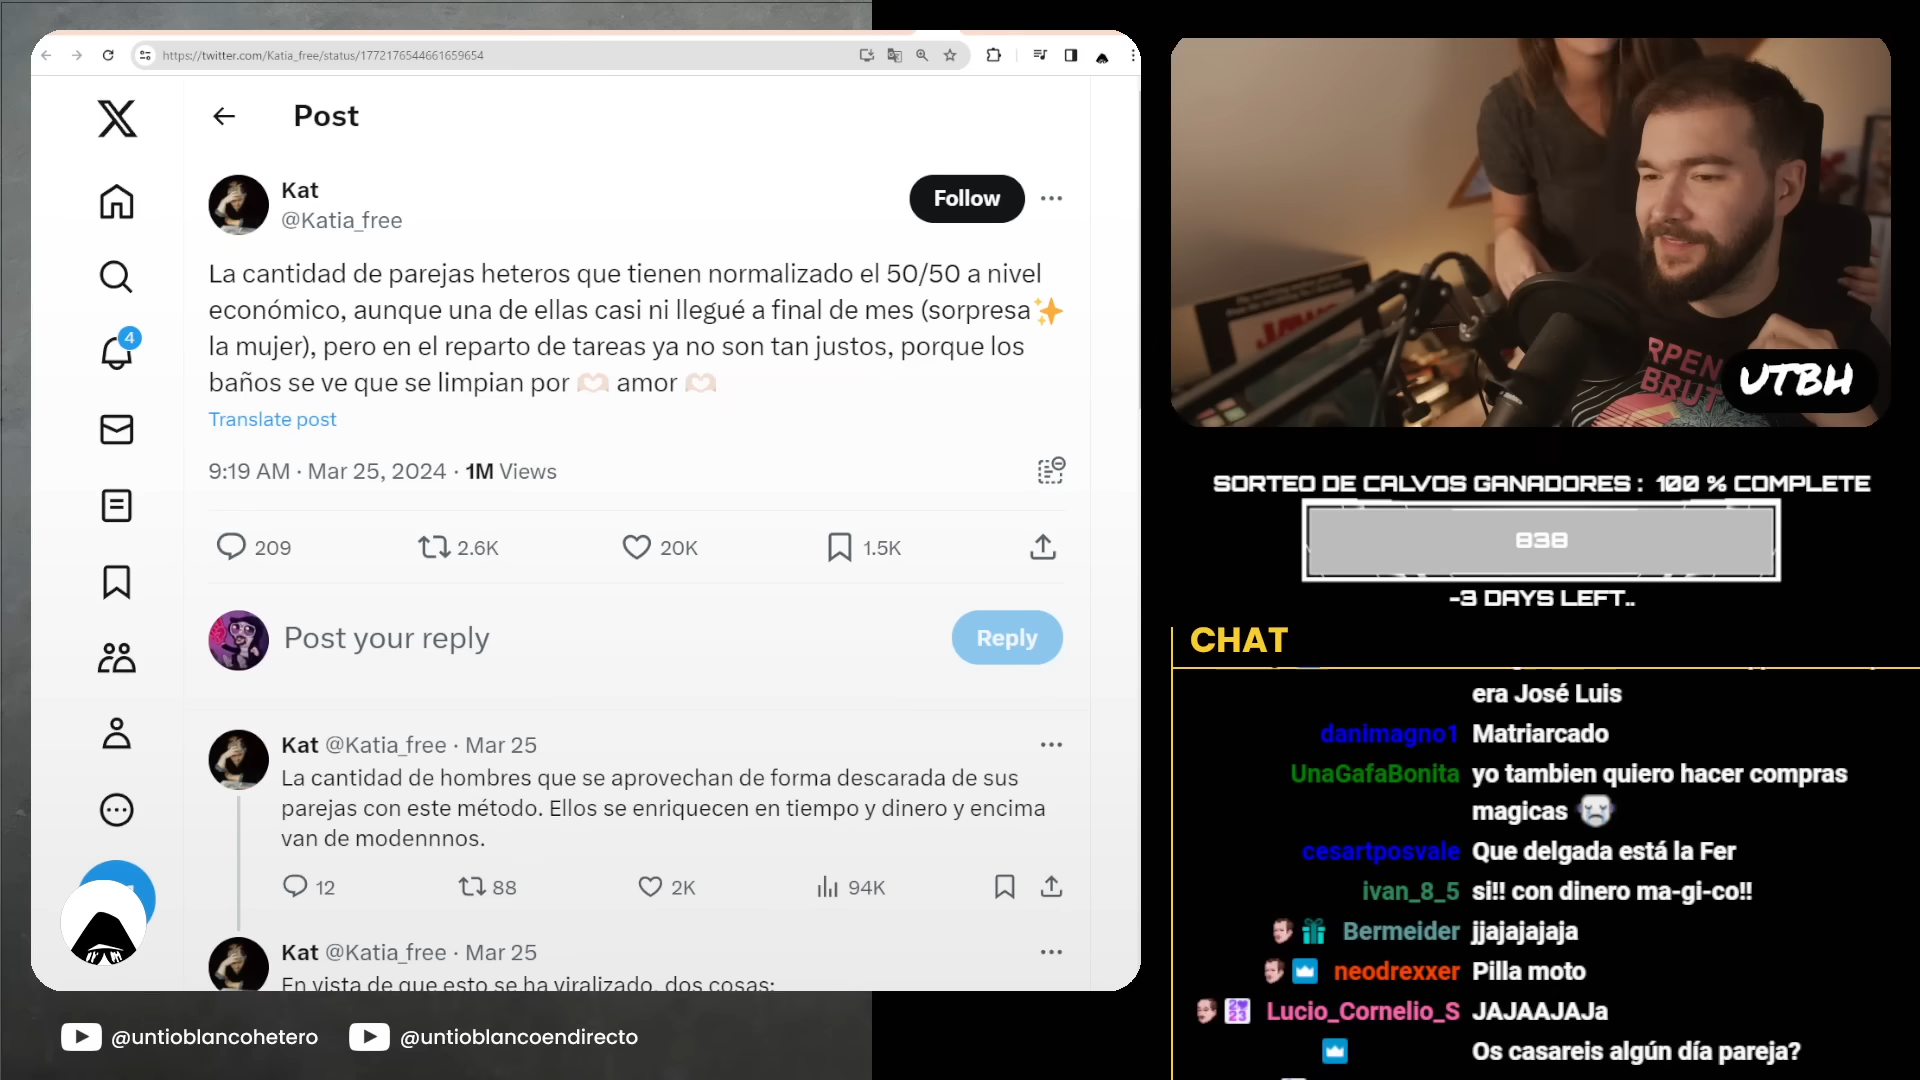 https://twitter.com/Katia_free/status/1772176544661659654
Post
Kat
@Katia_free
Follow
La cantidad de parejas heteros que tienen normalizado el 50/50 a nivel
económico, aunque una de ellas casi ni llegué a final de mes (sorpresa✨
la mujer), pero en el reparto de tareas ya no son tan justos, porque los
baños se ve que se limpian por 🫶🏻 amor 🫶🏻
Translate post
9:19 AM · Mar 25, 2024 · 1M Views
209 2.6K 20K 1.5K
Post your reply
Reply
Kat @Katia_free · Mar 25
La cantidad de hombres que se aprovechan de forma descarada de sus
parejas con este método. Ellos se enriquecen en tiempo y dinero y encima
van de modennnos.
12 88 2K 94K
Kat @Katia_free · Mar 25
En vista de que esto se ha viralizado, dos cosas:
4
@untioblancohetero @untioblancoendirecto
JAWS
RPEN
BRUT
UTBH
SORTEO DE CALVOS GANADORES : 100 % COMPLETE
838
-3 DAYS LEFT..
CHAT
era José Luis
danimagno1 Matriarcado
UnaGafaBonita yo tambien quiero hacer compras
magicas
cesartposvale Que delgada está la Fer
ivan_8_5 si!! con dinero ma-gi-co!!
Bermeider jjajajajaja
neodrexxer Pilla moto
Lucio_Cornelio_S JAJAAJAJa
Os casareis algún día pareja?